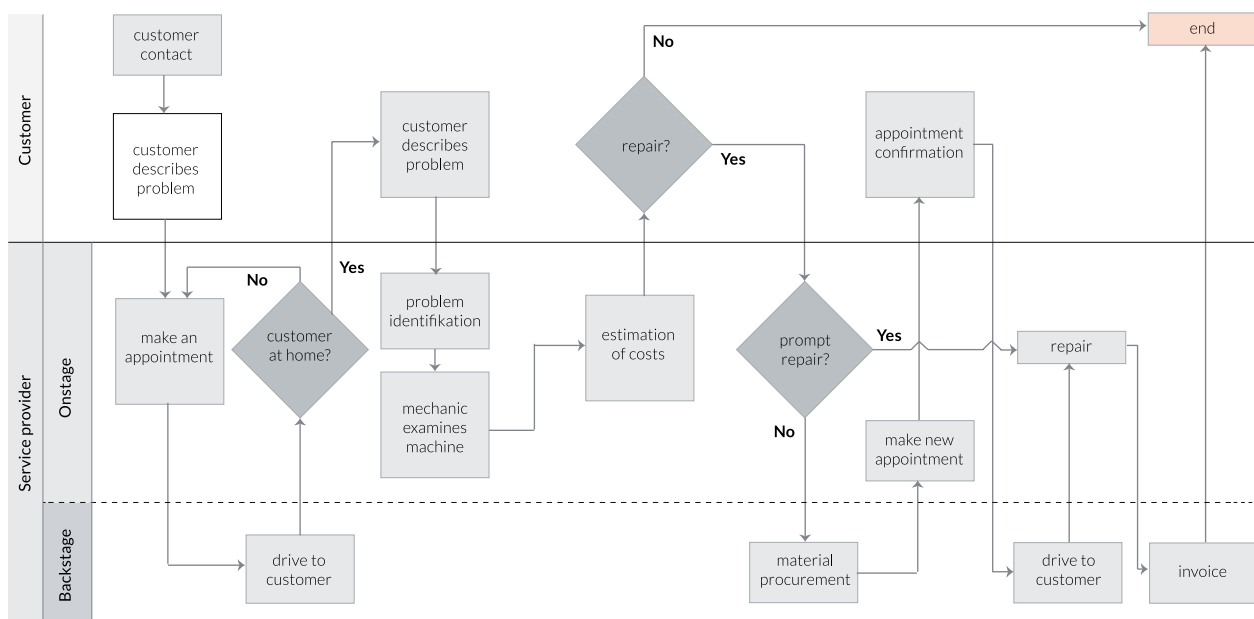 Customer
Service provider
Onstage
Backstage
customer
contact
customer
describes
problem
customer
describes
problem
repair?
No
Yes
appointment
confirmation
end
make an
appointment
No
customer
at home?
Yes
problem
identifikation
mechanic
examines
machine
estimation
of costs
prompt
repair?
Yes
No
repair
make new
appointment
drive to
customer
material
procurement
drive to
customer
invoice